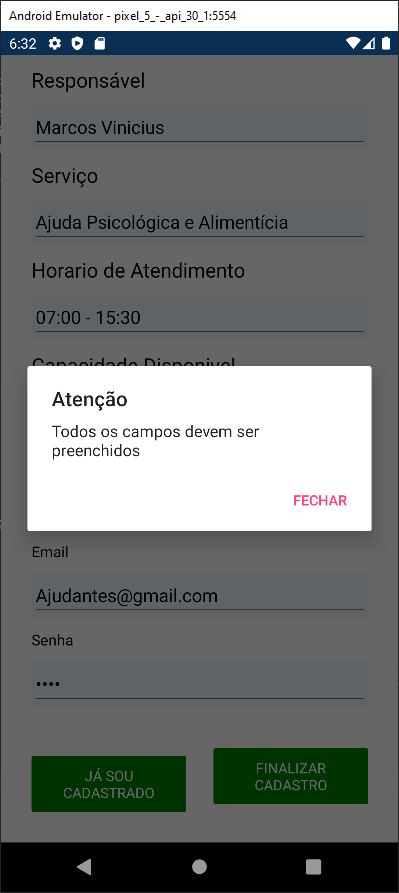 Android Emulator - pixel_5_-_api_30_1:5554
6:32
Responsável
Marcos Vinicius
Serviço
Ajuda Psicológica e Alimentícia
Horario de Atendimento
07:00 - 15:30
Capacidade Disponivel
Atenção
Todos os campos devem ser
preenchidos
FECHAR
Email
Ajudantes@gmail.com
Senha
••••
JÁ SOU
CADASTRADO
FINALIZAR
CADASTRO